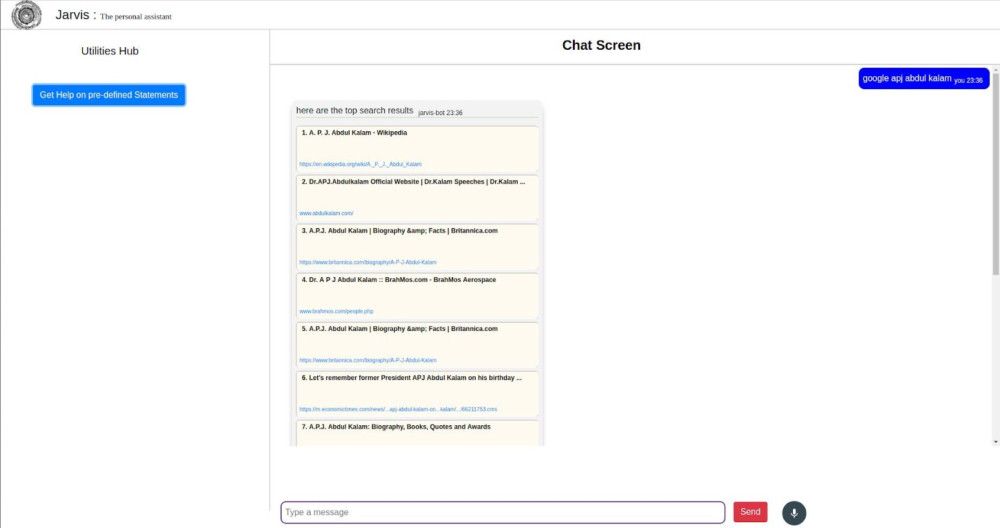 Jarvis : The personal assistant
Utilities Hub
Get Help on pre-defined Statements
Chat Screen
google apj abdul kalam you 23:36
here are the top search results jarvis-bot 23:36
1. A. P. J. Abdul Kalam - Wikipedia
https://en.wikipedia.org/wiki/A._P._J._Abdul_Kalam
2. Dr.APJ.Abdulkalam Official Website | Dr.Kalam Speeches | Dr.Kalam ...
www.abdulkalam.com/
3. A.P.J. Abdul Kalam | Biography &amp; Facts | Britannica.com
https://www.britannica.com/biography/A-P-J-Abdul-Kalam
4. Dr. A P J Abdul Kalam :: BrahMos.com - BrahMos Aerospace
www.brahmos.com/people.php
5. A.P.J. Abdul Kalam | Biography &amp; Facts | Britannica.com
https://www.britannica.com/biography/A-P-J-Abdul-Kalam
6. Let's remember former President APJ Abdul Kalam on his birthday ...
https://m.economictimes.com/news/...apj-abdul-kalam-on...kalam/.../66211753.cms
7. A.P.J. Abdul Kalam: Biography, Books, Quotes and Awards
Type a message
Send